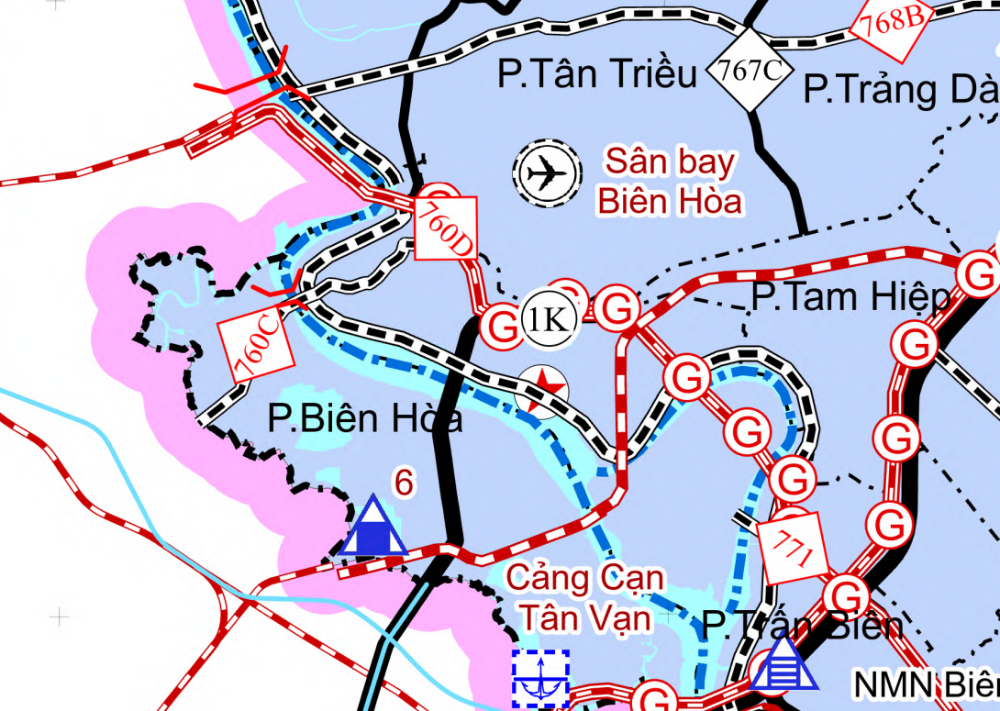 768B
P.Tân Triều
767C
P.Trảng Dà
Sân bay
Biên Hòa
760D
G
G
1K
G
P.Tam Hiệp
G
760C
G
G
P.Biên Hòa
G
G
6
G
G
771
Cảng Cạn
Tân Vạn
G
P.Trấn Biên
NMN Biên
G